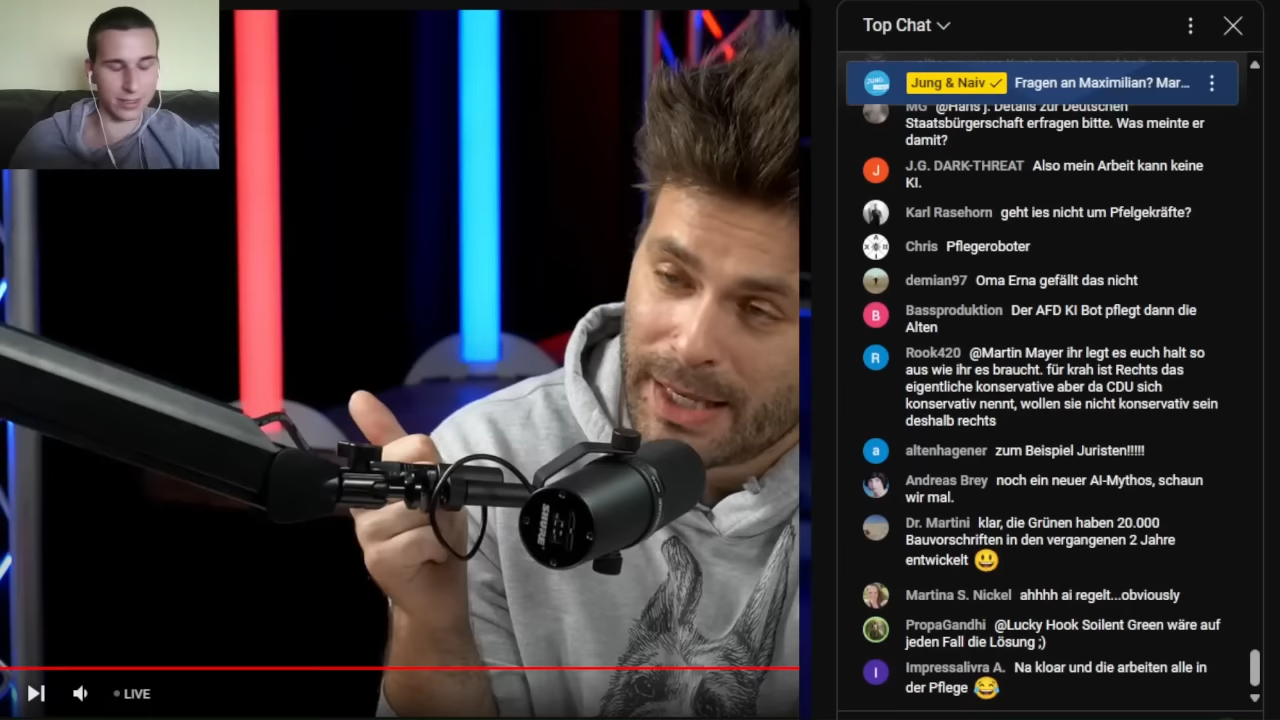 Top Chat
JUNG
Jung & Naiv Fragen an Maximilian? Mar...
MG @Hans j. Details zur Deutschen
Staatsbürgerschaft erfragen bitte. Was meinte er
damit?
J J.G. DARK-THREAT Also mein Arbeit kann keine
KI.
Karl Rasehorn geht ies nicht um Pfelgekräfte?
Chris Pflegeroboter
demian97 Oma Erna gefällt das nicht
B Bassproduktion Der AFD KI Bot pflegt dann die
Alten
R Rook420 @Martin Mayer ihr legt es euch halt so
aus wie ihr es braucht. für krah ist Rechts das
eigentliche konservative aber da CDU sich
konservativ nennt, wollen sie nicht konservativ sein
deshalb rechts
a altenhagener zum Beispiel Juristen!!!!!
Andreas Brey noch ein neuer AI-Mythos, schaun
wir mal.
Dr. Martini klar, die Grünen haben 20.000
Bauvorschriften in den vergangenen 2 Jahre
entwickelt 😃
Martina S. Nickel ahhhh ai regelt...obviously
PropaGandhi @Lucky Hook Soilent Green wäre auf
jeden Fall die Lösung ;)
I Impressalivra A. Na kloar und die arbeiten alle in
der Pflege 😂
SHURE
LIVE